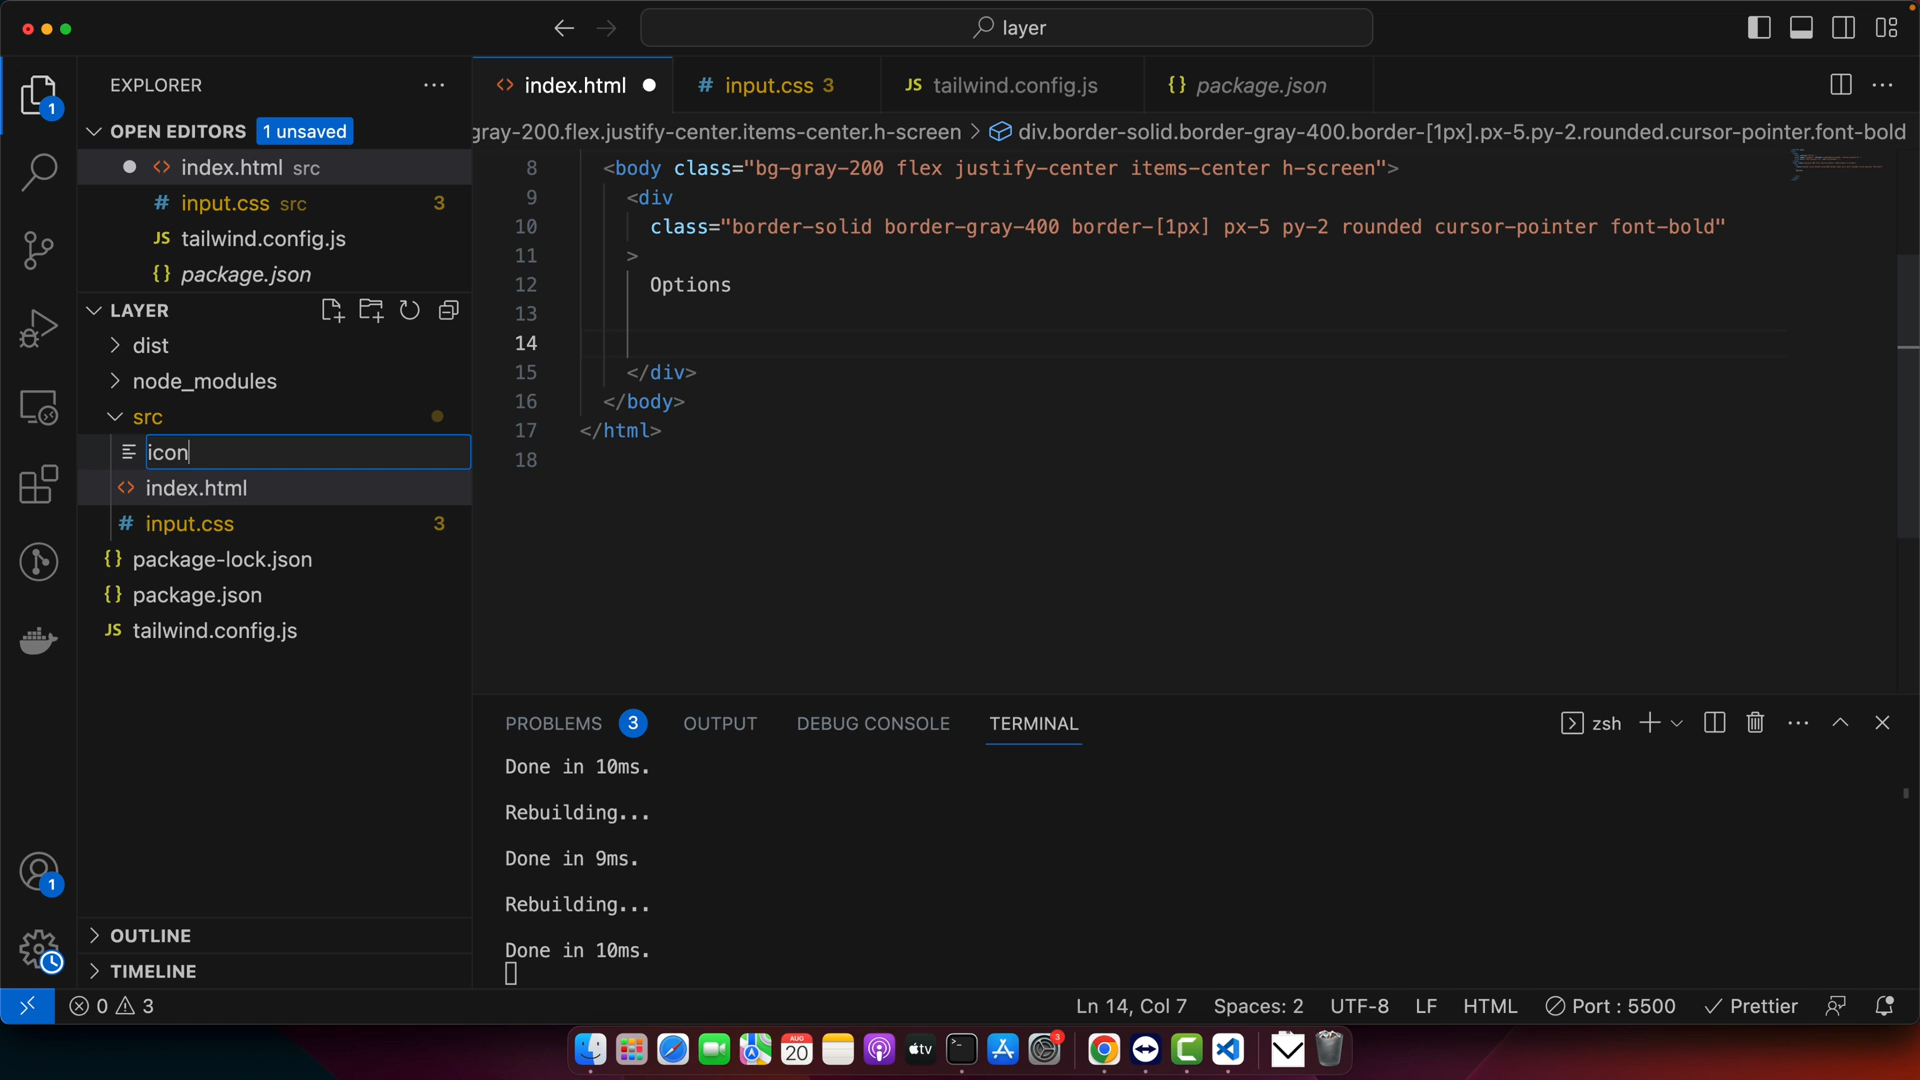 layer
EXPLORER
1
OPEN EDITORS 1 unsaved
index.html src
input.css src 3
tailwind.config.js
package.json
LAYER
dist
node_modules
src
icon
index.html
input.css 3
package-lock.json
package.json
tailwind.config.js
OUTLINE
TIMELINE
1
index.html
input.css 3
tailwind.config.js
package.json
gray-200.flex.justify-center.items-center.h-screen > div.border-solid.border-gray-400.border-[1px].px-5.py-2.rounded.cursor-pointer.font-bold
8 <body class="bg-gray-200 flex justify-center items-center h-screen">
9 <div
10 class="border-solid border-gray-400 border-[1px] px-5 py-2 rounded cursor-pointer font-bold"
11 >
12 Options
13
14
15 </div>
16 </body>
17 </html>
18
PROBLEMS 3 OUTPUT DEBUG CONSOLE TERMINAL
zsh
Done in 10ms.
Rebuilding...
Done in 9ms.
Rebuilding...
Done in 10ms.
0 3
Ln 14, Col 7 Spaces: 2 UTF-8 LF HTML Port : 5500 Prettier
AUG
20
tv
3